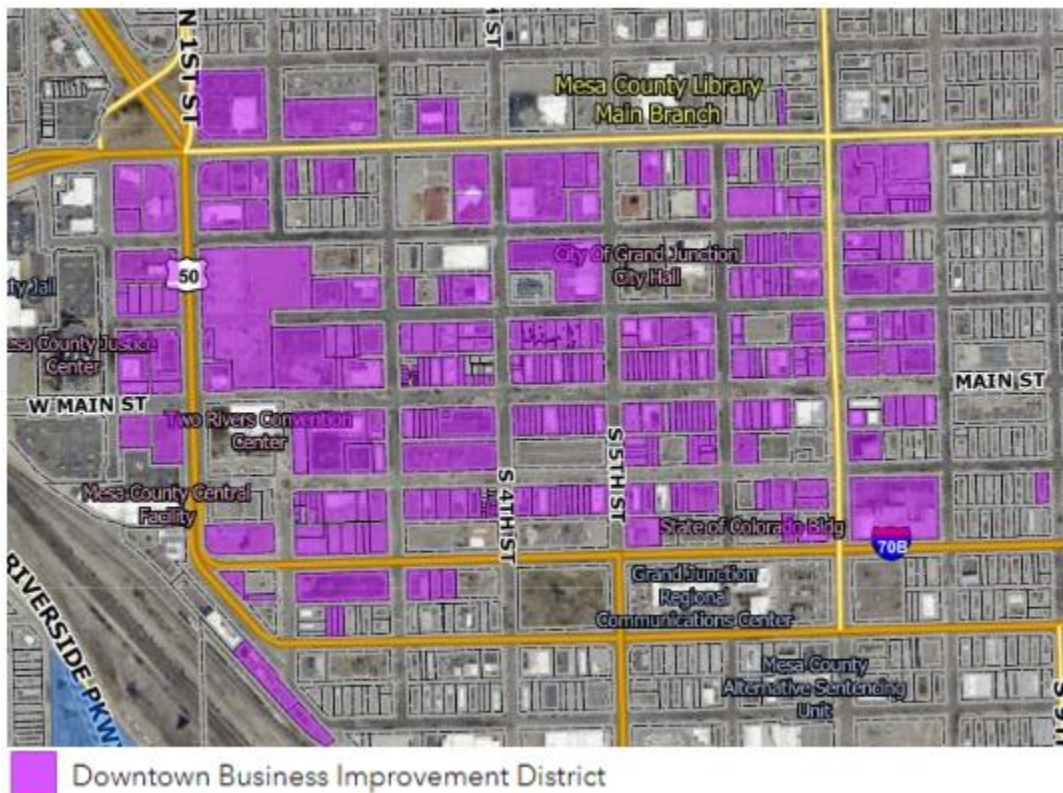 N 1ST ST
H ST
Mesa County Library
Main Branch
50
City Of Grand Junction
City Hall
ty Jail
esa County Justice
Center
MAIN ST
W MAIN ST
Two Rivers Convention
Center
S 5TH ST
S 4TH ST
Mesa County Central
Facility
State of Colorado Bldg
70B
RIVERSIDE PKWY
Grand Junction
Regional
Communications Center
Mesa County
Alternative Sentencing
Unit
Downtown Business Improvement District